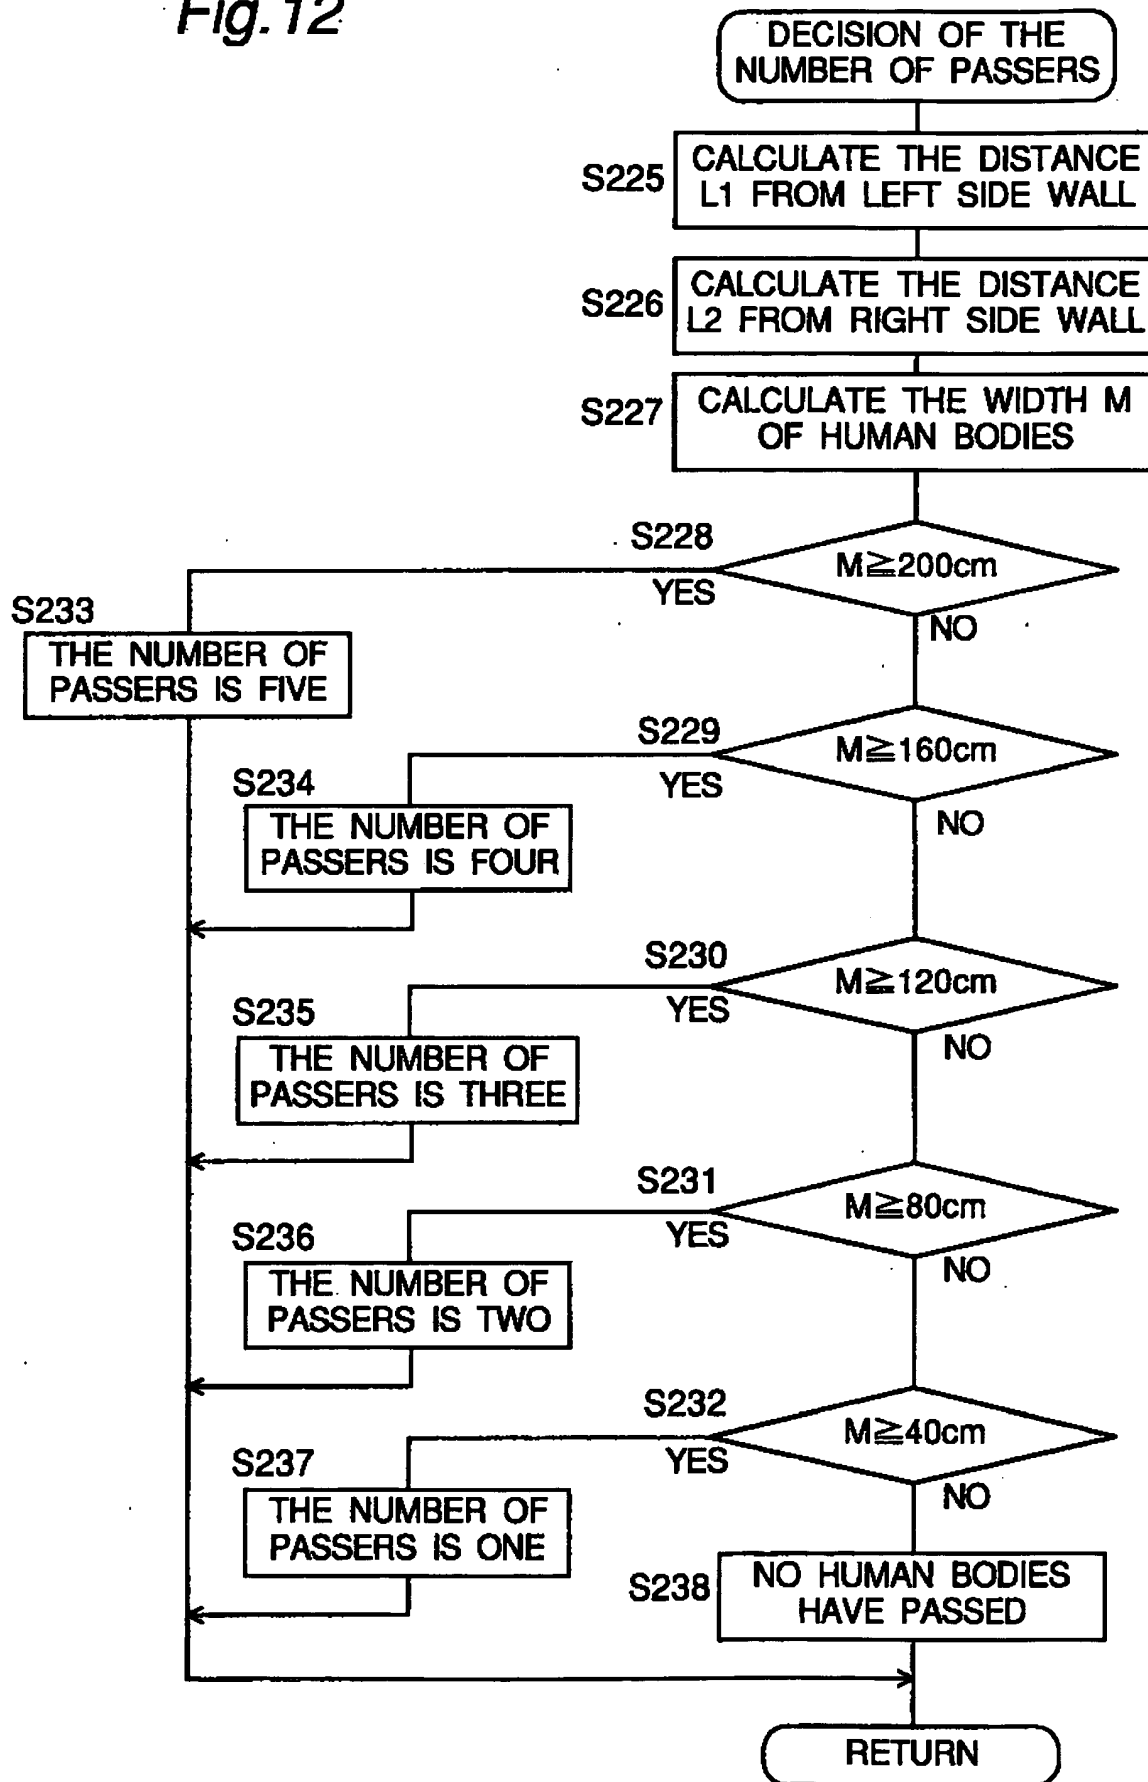 Fig.12
DECISION OF THE
NUMBER OF PASSERS
S225
CALCULATE THE DISTANCE
L1 FROM LEFT SIDE WALL
S226
CALCULATE THE DISTANCE
L2 FROM RIGHT SIDE WALL
S227
CALCULATE THE WIDTH M
OF HUMAN BODIES
S228
M≧200cm
YES
NO
S233
THE NUMBER OF
PASSERS IS FIVE
S229
M≧160cm
YES
NO
S234
THE NUMBER OF
PASSERS IS FOUR
S230
M≧120cm
YES
NO
S235
THE NUMBER OF
PASSERS IS THREE
S231
M≧80cm
YES
NO
S236
THE NUMBER OF
PASSERS IS TWO
S232
M≧40cm
YES
NO
S237
THE NUMBER OF
PASSERS IS ONE
S238
NO HUMAN BODIES
HAVE PASSED
RETURN